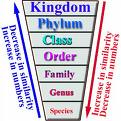 Kingdom
Phylum
Class
Order
Family
Genus
Species
Decrease in similarity
Increase in numbers
Increase in similarity
Decrease in numbers